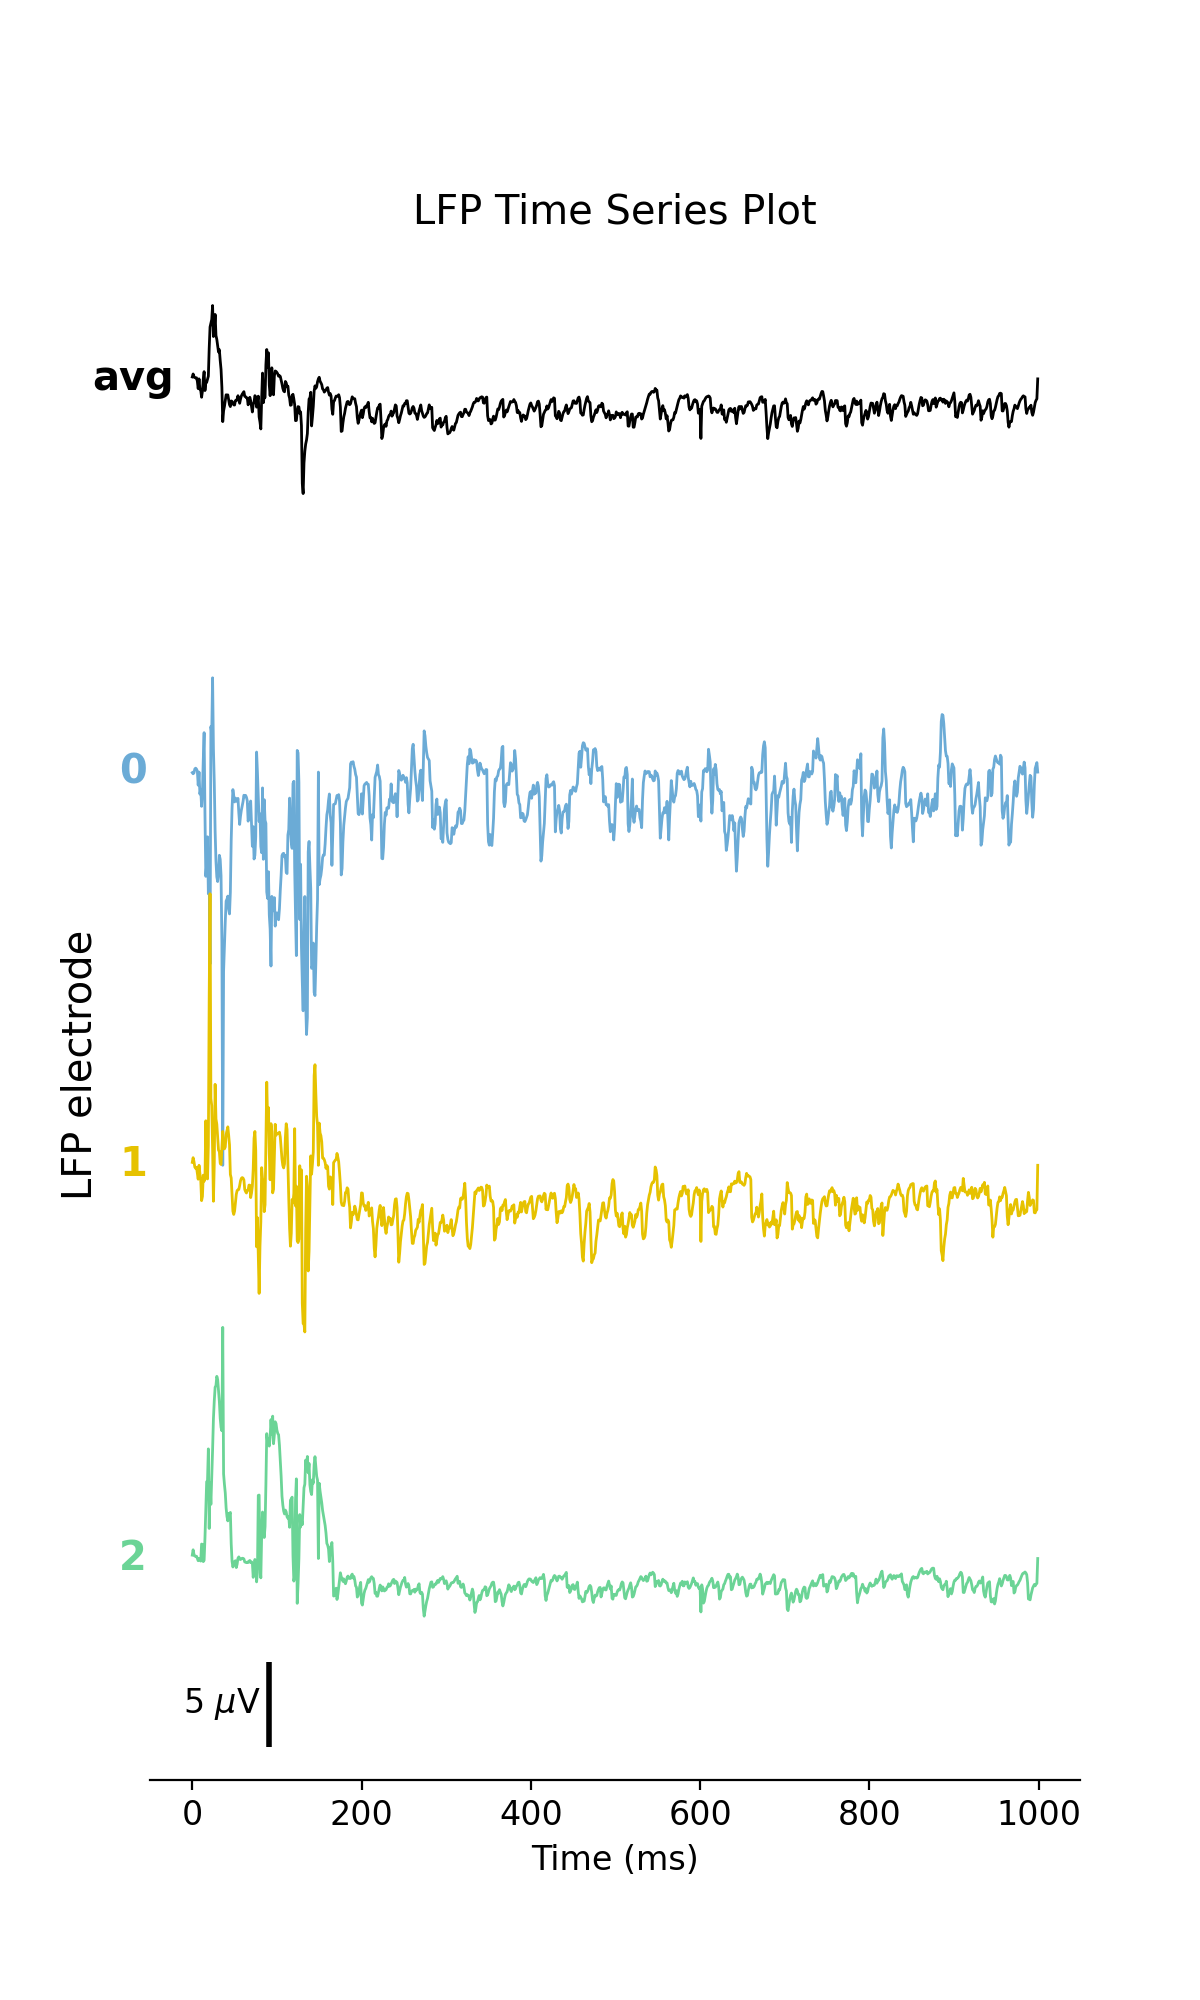 LFP Time Series Plot
avg
0
LFP electrode
1
2
5 μV
0 200 400 600 800 1000
Time (ms)